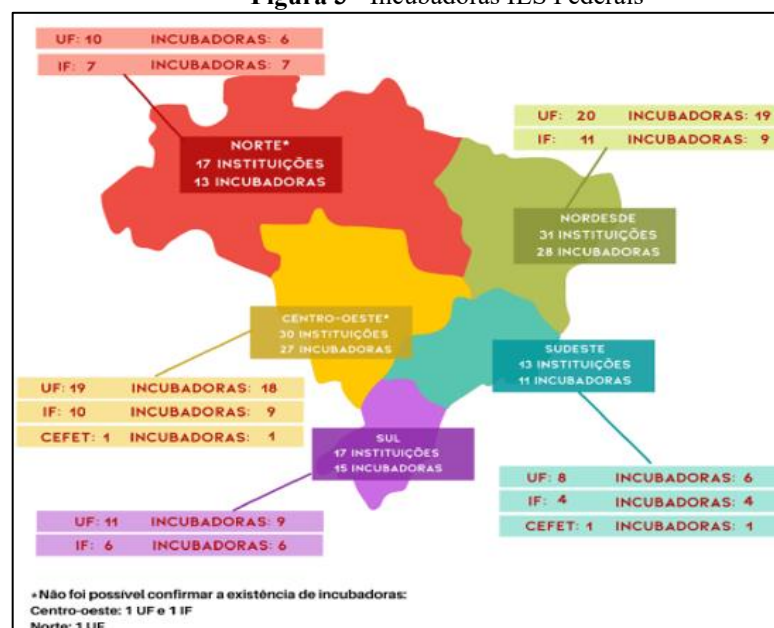 Figura 3 - Incubadoras IES Federais
UF: 10 INCUBADORAS: 6
IF: 7 INCUBADORAS: 7
NORTE*
17 INSTITUIÇÕES
13 INCUBADORAS
UF: 20 INCUBADORAS: 19
IF: 11 INCUBADORAS: 9
NORDESDE
31 INSTITUIÇÕES
28 INCUBADORAS
CENTRO-OESTE*
30 INSTITUIÇÕES
27 INCUBADORAS
SUDESTE
13 INSTITUIÇÕES
11 INCUBADORAS
UF: 19 INCUBADORAS: 18
IF: 10 INCUBADORAS: 9
CEFET: 1 INCUBADORAS: 1
SUL
17 INSTITUIÇÕES
15 INCUBADORAS
UF: 8 INCUBADORAS: 6
IF: 4 INCUBADORAS: 4
CEFET: 1 INCUBADORAS: 1
UF: 11 INCUBADORAS: 9
IF: 6 INCUBADORAS: 6
*Não foi possível confirmar a existência de incubadoras:
Centro-oeste: 1 UF e 1 IF
Norte: 1 UF